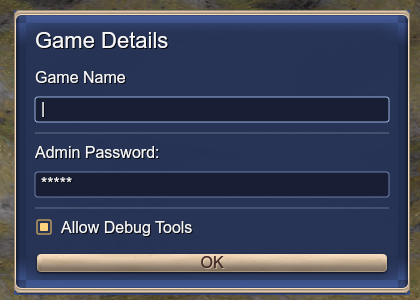 Game Details
Game Name
Admin Password:
*****
Allow Debug Tools
OK